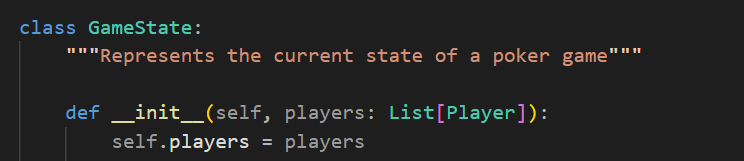 class GameState:
    """Represents the current state of a poker game"""
    def __init__(self, players: List[Player]):
        self.players = players